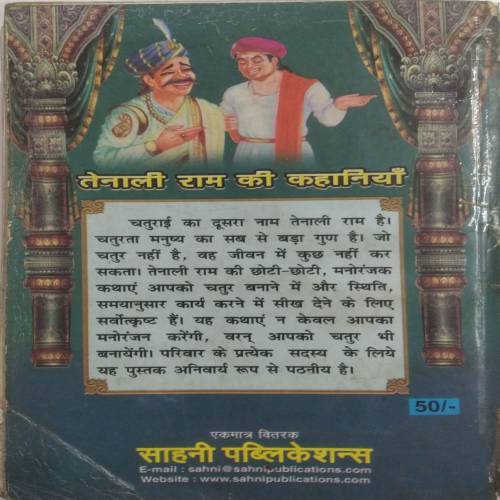 तेनाली राम की कहानियाँ
चतुराई का दूसरा नाम तेनाली राम है।
चतुरता मनुष्य का सब से बड़ा गुण है। जो
चतुर नहीं है, वह जीवन में कुछ नहीं कर
सकता। तेनाली राम की छोटी-छोटी, मनोरंजक
कथाएं आपको चतुर बनाने में और स्थिति,
समयानुसार कार्य करने में सीख देने के लिए
सर्वोत्कृष्ट हैं। यह कथाएं न केवल आपका
मनोरंजन करेंगी, वरन् आपको चतुर भी
बनायेंगी। परिवार के प्रत्येक सदस्य के लिये
यह पुस्तक अनिवार्य रूप से पठनीय है।
50/-
एकमात्र वितरक
साहनी पब्लिकेशन्स
E-mail : sahni@sahnipublications.com
Website : www.sahnipublications.com